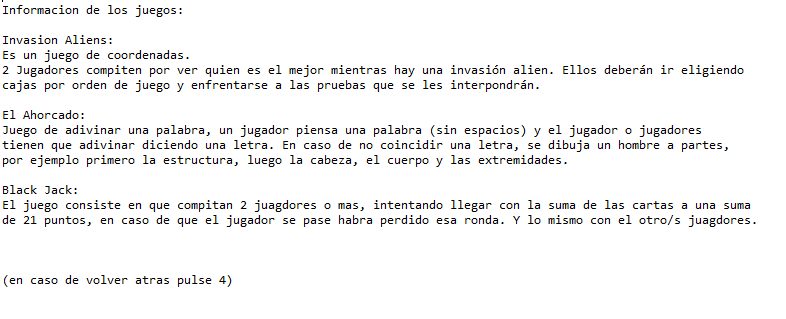 Informacion de los juegos:
Invasion Aliens:
Es un juego de coordenadas.
2 Jugadores compiten por ver quien es el mejor mientras hay una invasión alien. Ellos deberán ir eligiendo
cajas por orden de juego y enfrentarse a las pruebas que se les interpondrán.
El Ahorcado:
Juego de adivinar una palabra, un jugador piensa una palabra (sin espacios) y el jugador o jugadores
tienen que adivinar diciendo una letra. En caso de no coincidir una letra, se dibuja un hombre a partes,
por ejemplo primero la estructura, luego la cabeza, el cuerpo y las extremidades.
Black Jack:
El juego consiste en que compitan 2 juagdores o mas, intentando llegar con la suma de las cartas a una suma
de 21 puntos, en caso de que el jugador se pase habra perdido esa ronda. Y lo mismo con el otro/s juagdores.
(en caso de volver atras pulse 4)